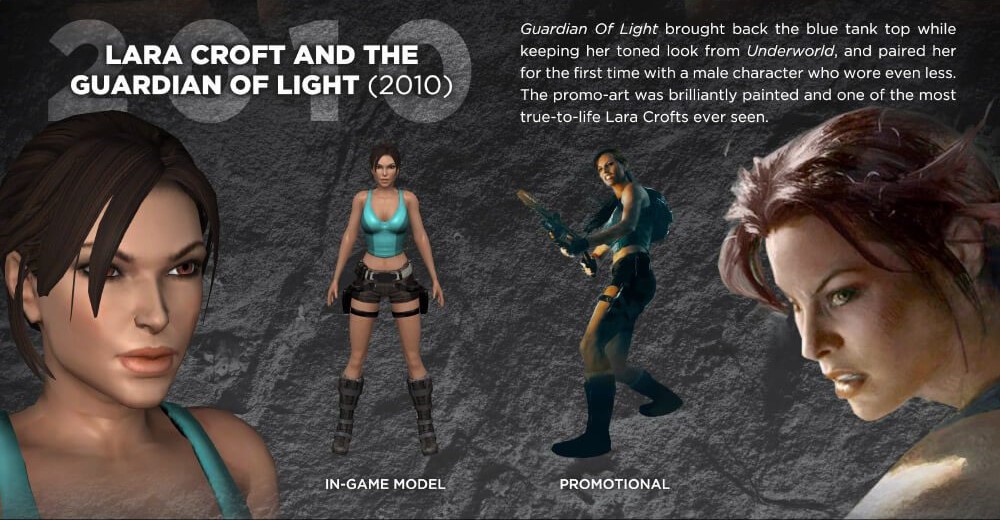 2010
LARA CROFT AND THE
GUARDIAN OF LIGHT (2010)
Guardian Of Light brought back the blue tank top while
keeping her toned look from Underworld, and paired her
for the first time with a male character who wore even less.
The promo-art was brilliantly painted and one of the most
true-to-life Lara Crofts ever seen.
IN-GAME MODEL
PROMOTIONAL